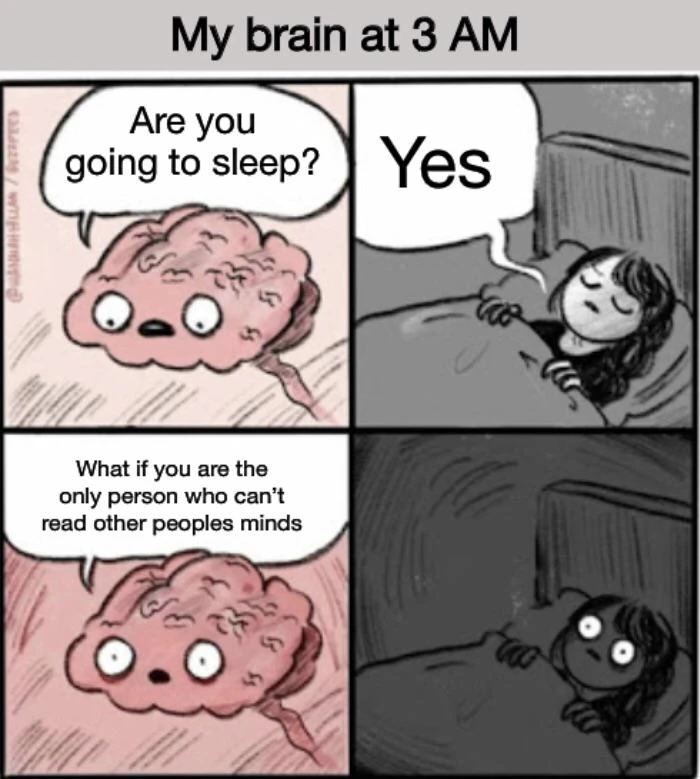 My brain at 3 AM
Are you
going to sleep?
Yes
What if you are the
only person who can't
read other peoples minds